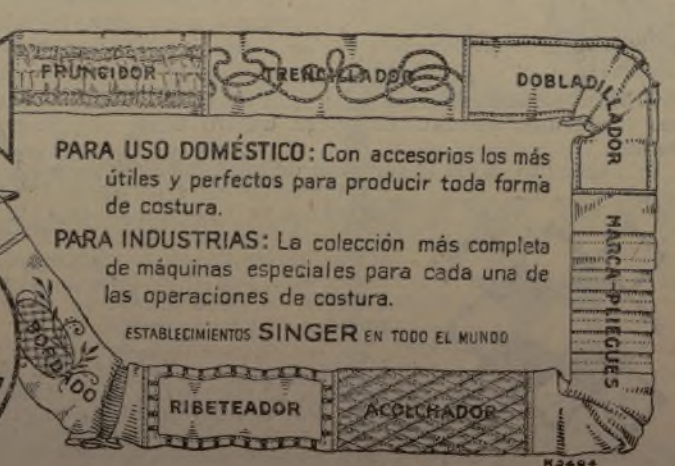 FRUNCIDOR
TRENCILLADOR
DOBLADILLADOR
PARA USO DOMÉSTICO: Con accesorios los más
útiles y perfectos para producir toda forma
de costura.
PARA INDUSTRIAS: La colección más completa
de máquinas especiales para cada una de
las operaciones de costura.
ESTABLECIMIENTOS SINGER EN TODO EL MUNDO
MARCA-PLIEGUES
BORDADO
RIBETEADOR
ACOLCHADOR